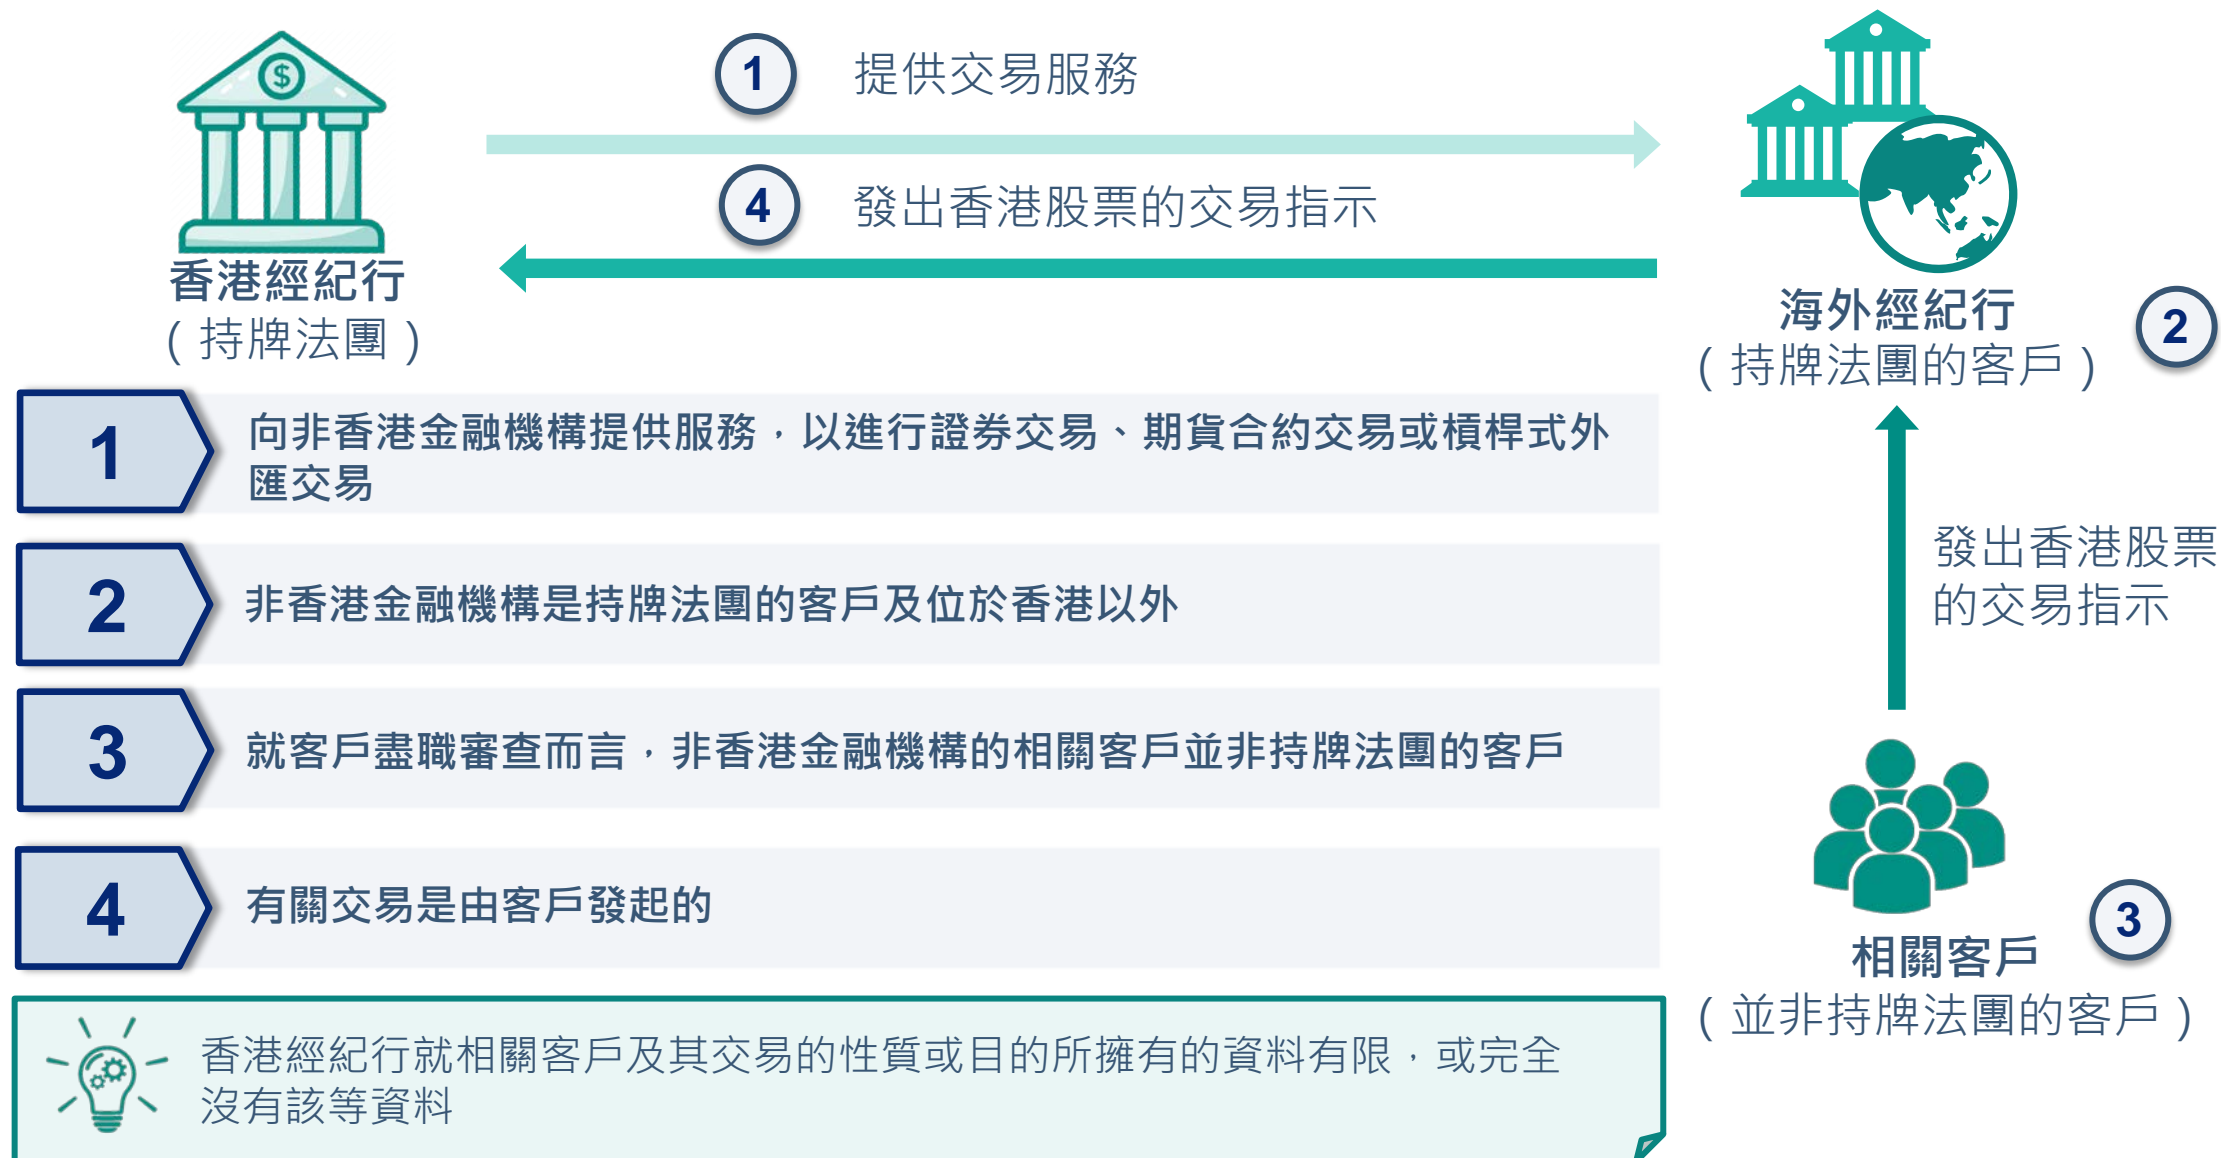 1 提供交易服務
4 發出香港股票的交易指示
香港經紀行
(持牌法團)
海外經紀行
(持牌法團的客戶)
2
1
向非香港金融機構提供服務，以進行證券交易、期貨合約交易或槓桿式外
匯交易
2
非香港金融機構是持牌法團的客戶及位於香港以外
3
就客戶盡職審查而言，非香港金融機構的相關客戶並非持牌法團的客戶
4
有關交易是由客戶發起的
發出香港股票
的交易指示
3
相關客戶
(並非持牌法團的客戶)
$
香港經紀行就相關客戶及其交易的性質或目的所擁有的資料有限，或完全
沒有該等資料